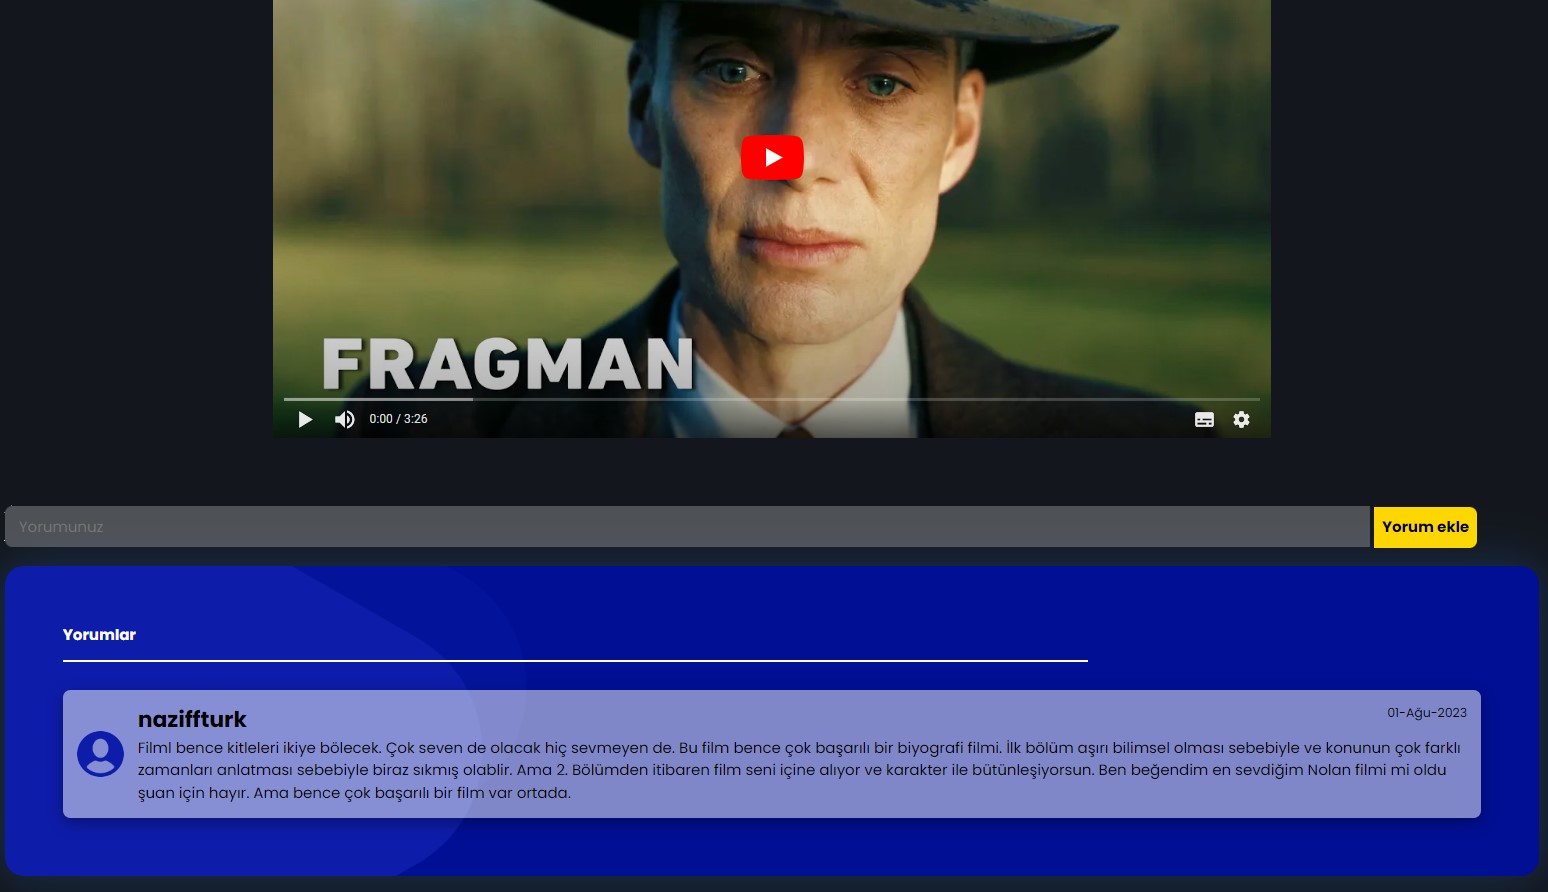 FRAGMAN
0:00 / 3:26
Yorumunuz
Yorum ekle
Yorumlar
naziffturk
01-Ağu-2023
Filml bence kitleleri ikiye bölecek. Çok seven de olacak hiç sevmeyen de. Bu film bence çok başarılı bir biyografi filmi. İlk bölüm aşırı bilimsel olması sebebiyle ve konunun çok farklı
zamanları anlatması sebebiyle biraz sıkmış olablir. Ama 2. Bölümden itibaren film seni içine alıyor ve karakter ile bütünleşiyorsun. Ben beğendim en sevdiğim Nolan filmi mi oldu
şuan için hayır. Ama bence çok başarılı bir film var ortada.